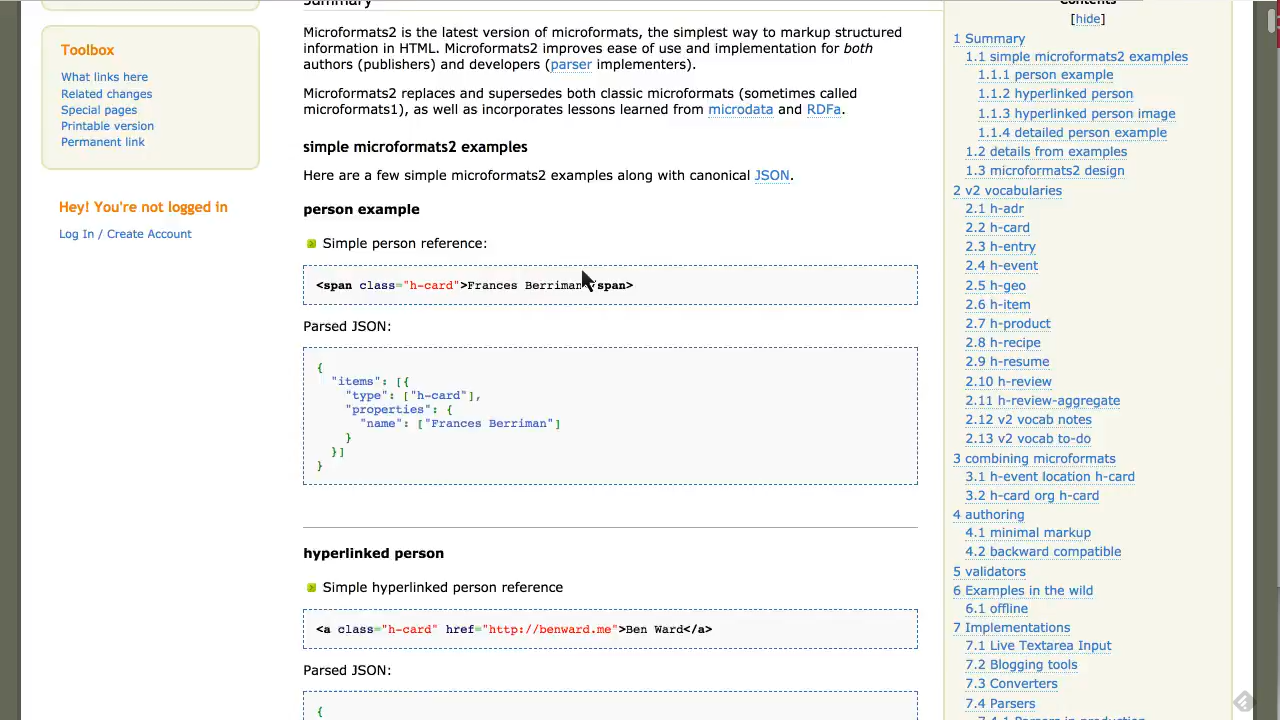 Summary
Toolbox
What links here
Related changes
Special pages
Printable version
Permanent link
Hey! You're not logged in
Log In / Create Account
Microformats2 is the latest version of microformats, the simplest way to markup structured
information in HTML. Microformats2 improves ease of use and implementation for both
authors (publishers) and developers (parser implementers).
Microformats2 replaces and supersedes both classic microformats (sometimes called
microformats1), as well as incorporates lessons learned from microdata and RDFa.
simple microformats2 examples
Here are a few simple microformats2 examples along with canonical JSON.
person example
Simple person reference:
<span class="h-card">Frances Berriman</span>
Parsed JSON:
{
"items": [{
"type": ["h-card"],
"properties": {
"name": ["Frances Berriman"]
}
}]
}
hyperlinked person
Simple hyperlinked person reference
<a class="h-card" href="http://benward.me">Ben Ward</a>
Parsed JSON:
{
Contents
[hide]
1 Summary
1.1 simple microformats2 examples
1.1.1 person example
1.1.2 hyperlinked person
1.1.3 hyperlinked person image
1.1.4 detailed person example
1.2 details from examples
1.3 microformats2 design
2 v2 vocabularies
2.1 h-adr
2.2 h-card
2.3 h-entry
2.4 h-event
2.5 h-geo
2.6 h-item
2.7 h-product
2.8 h-recipe
2.9 h-resume
2.10 h-review
2.11 h-review-aggregate
2.12 v2 vocab notes
2.13 v2 vocab to-do
3 combining microformats
3.1 h-event location h-card
3.2 h-card org h-card
4 authoring
4.1 minimal markup
4.2 backward compatible
5 validators
6 Examples in the wild
6.1 offline
7 Implementations
7.1 Live Textarea Input
7.2 Blogging tools
7.3 Converters
7.4 Parsers
7.4.1 Parsers in production